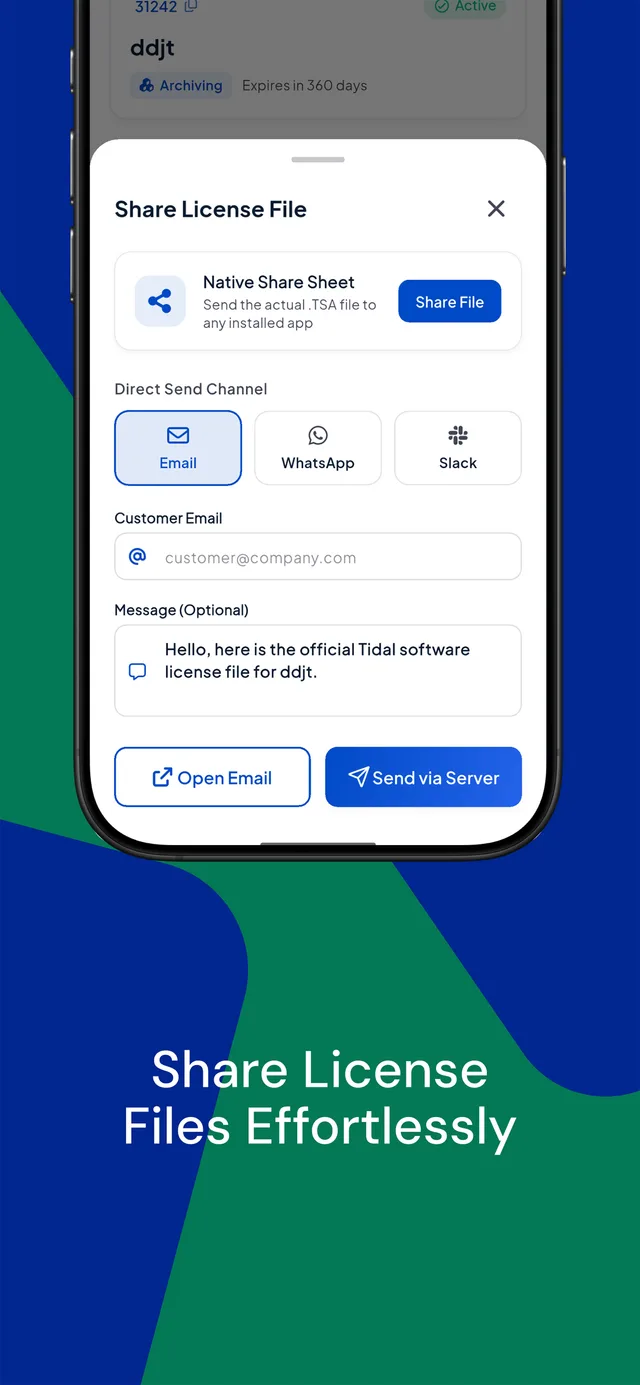 31242
Active
ddjt
Archiving
Expires in 360 days
Share License File
Native Share Sheet
Send the actual .TSA file to
any installed app
Share File
Direct Send Channel
Email
WhatsApp
Slack
Customer Email
customer@company.com
Message (Optional)
Hello, here is the official Tidal software
license file for ddjt.
Open Email
Send via Server
Share License
Files Effortlessly